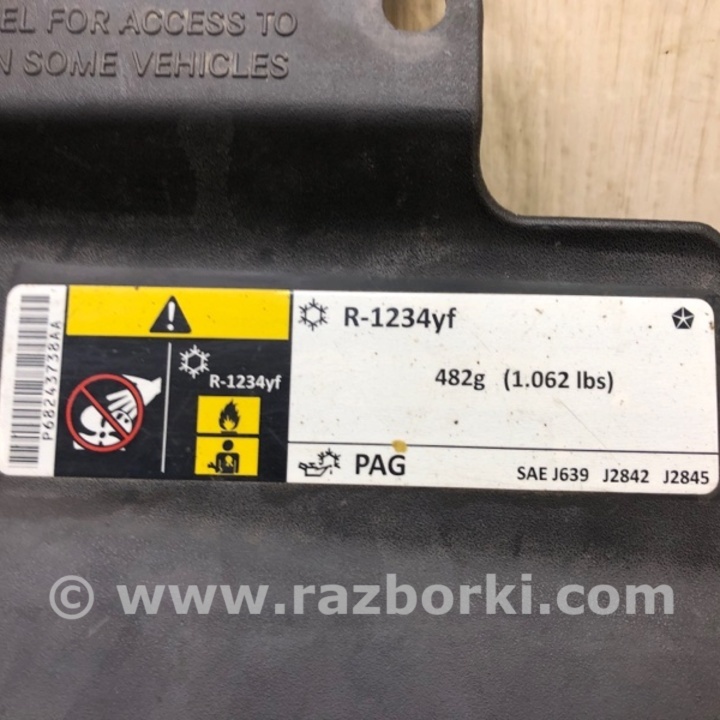 EL FOR ACCESS TO
N SOME VEHICLES
P68243738AA
R-1234yf
R-1234yf
482g (1.062 lbs)
PAG
SAE J639 J2842 J2845
© www.razborki.com